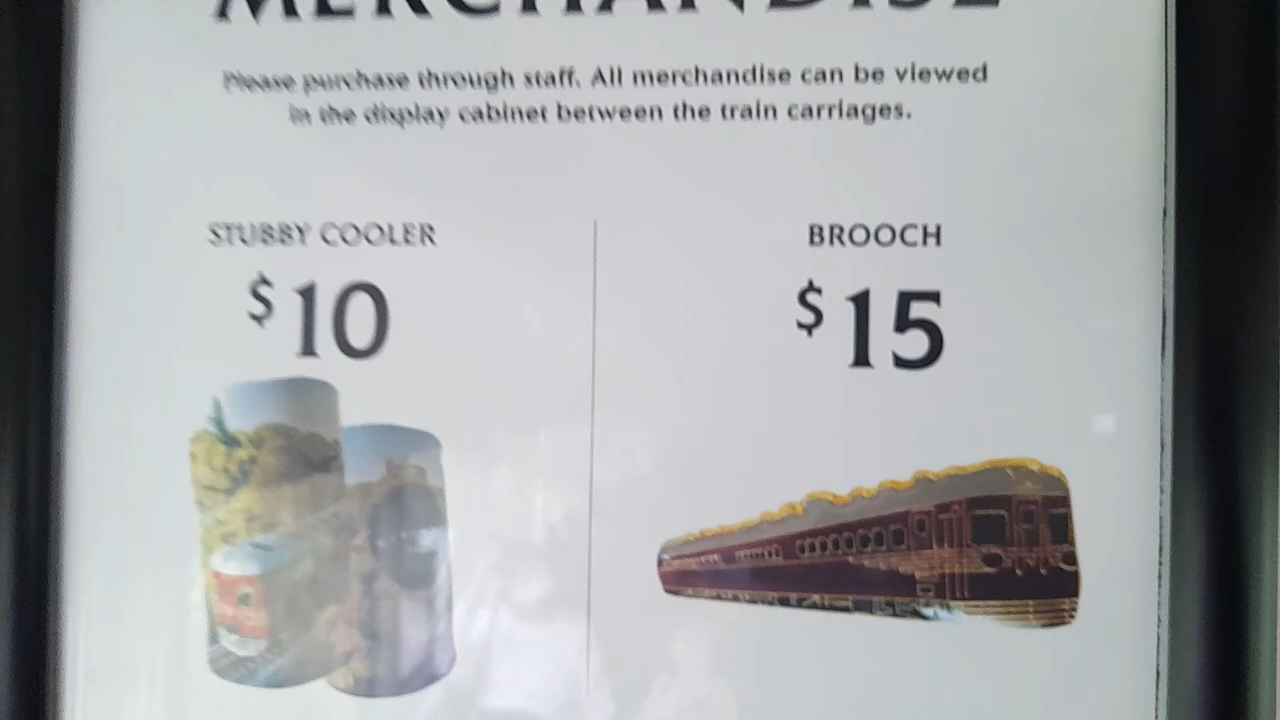 MERCHANDISE
Please purchase through staff. All merchandise can be viewed
in the display cabinet between the train carriages.
STUBBY COOLER
$10
BROOCH
$15